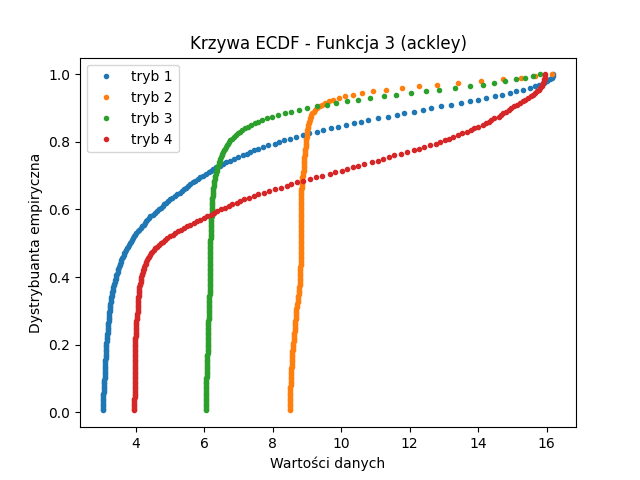 Krzywa ECDF - Funkcja 3 (ackley)
1.0
0.8
0.6
0.4
0.2
0.0
Dystrybuanta empiryczna
tryb 1
tryb 2
tryb 3
tryb 4
4
6
8
10
12
14
16
Wartości danych